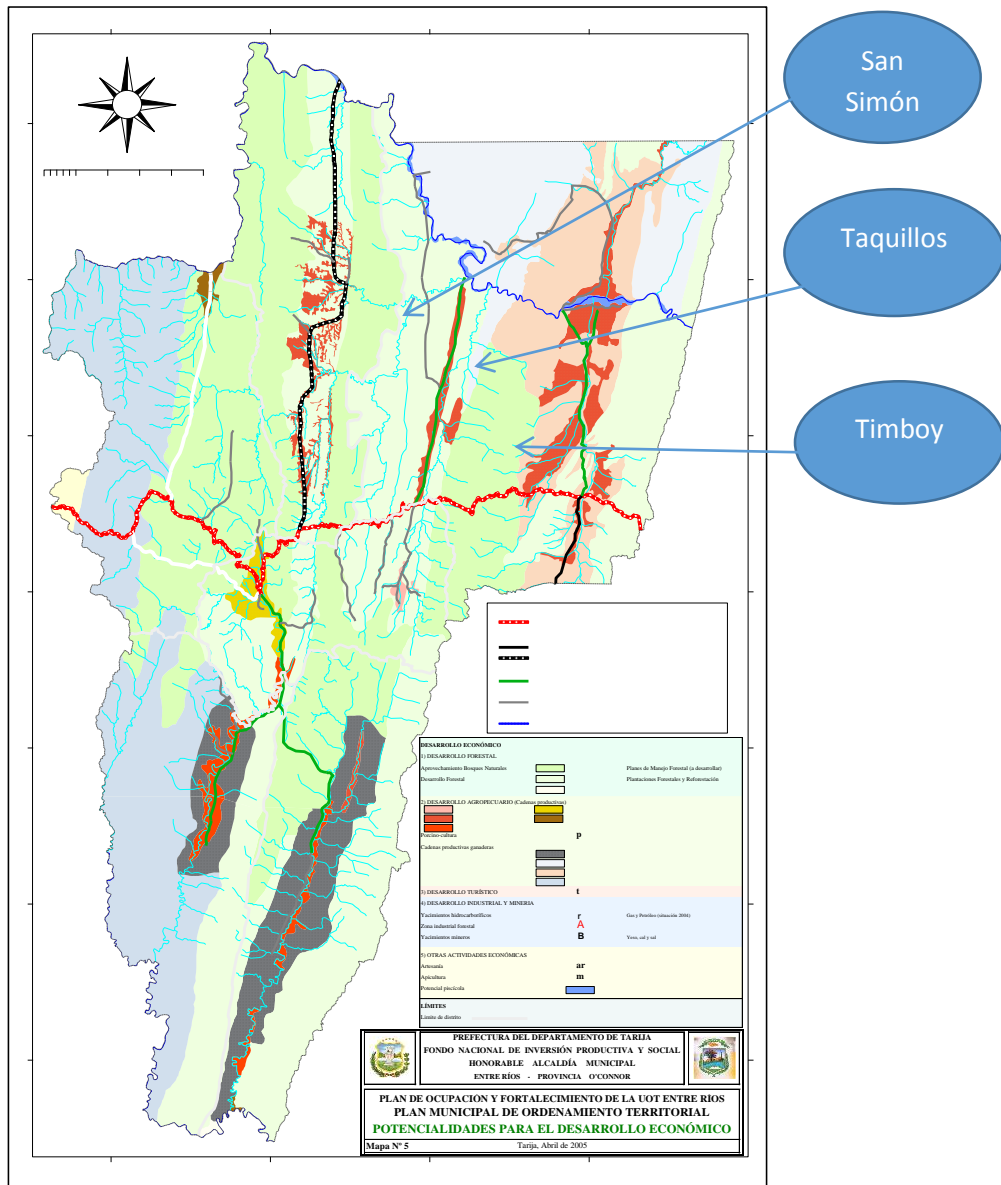 San
Simón
Taquillos
Timboy
DESARROLLO ECONÓMICO
1) DESARROLLO FORESTAL
Aprovechamiento Bosques Naturales Planes de Manejo Forestal (a desarrollar)
Desarrollo Forestal Plantaciones Forestales y Reforestación
2) DESARROLLO AGROPECUARIO (Cadenas productivas)
Porcino-cultura p
Cadenas productivas ganaderas
3) DESARROLLO TURÍSTICO t
4) DESARROLLO INDUSTRIAL Y MINERIA
Yacimientos hidrocarboríficos r Gas y Petróleo (situación 2004)
Zona industrial forestal A
Yacimientos mineros B Yeso, cal y sal
5) OTRAS ACTIVIDADES ECONÓMICAS
Artesanía ar
Apicultura m
Potencial piscícola
LÍMITES
Límite de distrito
PREFECTURA DEL DEPARTAMENTO DE TARIJA
FONDO NACIONAL DE INVERSIÓN PRODUCTIVA Y SOCIAL
HONORABLE ALCALDÍA MUNICIPAL
ENTRE RÍOS - PROVINCIA O'CONNOR
PLAN DE OCUPACIÓN Y FORTALECIMIENTO DE LA UOT ENTRE RÍOS
PLAN MUNICIPAL DE ORDENAMIENTO TERRITORIAL
POTENCIALIDADES PARA EL DESARROLLO ECONÓMICO
Mapa Nº 5 Tarija, Abril de 2005